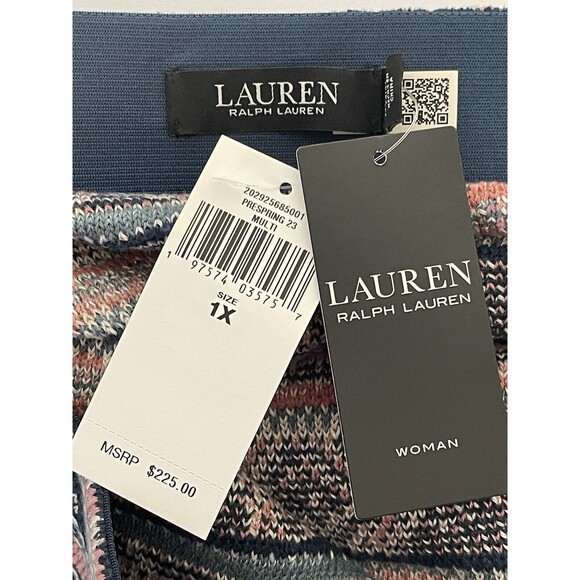 LAUREN
RALPH LAUREN
202925685001
PRESPRING 23
MULTI
1 97574 03575 7
SIZE
1X
MSRP $225.00
LAUREN
RALPH LAUREN
WOMAN